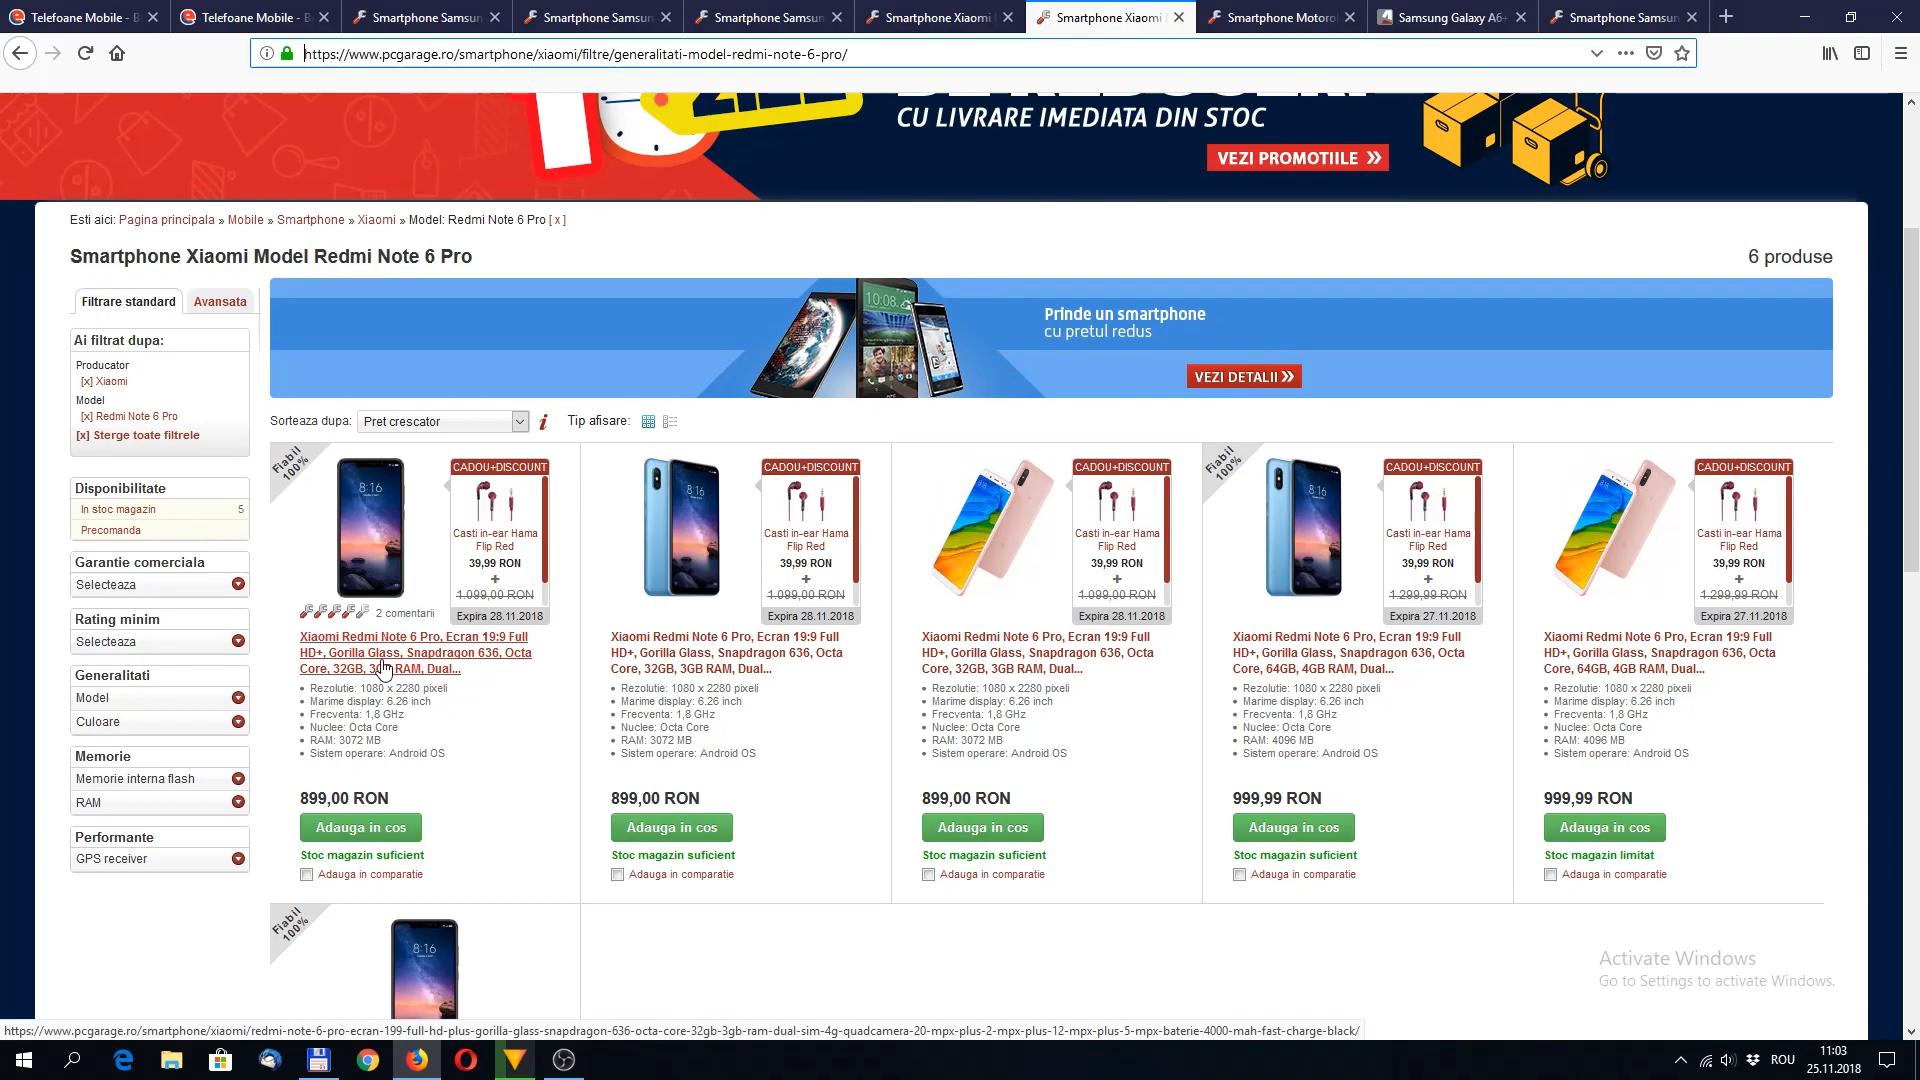 Telefoane Mobile - B
Telefoane Mobile - B
Smartphone Samsun
Smartphone Samsun
Smartphone Samsun
Smartphone Xiaomi
Smartphone Xiaomi
Smartphone Motorol
Samsung Galaxy A6+
Smartphone Samsun
https://www.pcgarage.ro/smartphone/xiaomi/filtre/generalitati-model-redmi-note-6-pro/
CU LIVRARE IMEDIATA DIN STOC
VEZI PROMOTIILE
Esti aici: Pagina principala » Mobile » Smartphone » Xiaomi » Model: Redmi Note 6 Pro [ x ]
Smartphone Xiaomi Model Redmi Note 6 Pro
6 produse
Filtrare standard
Avansata
Ai filtrat dupa:
Producator
[x] Xiaomi
Model
[x] Redmi Note 6 Pro
[x] Sterge toate filtrele
Disponibilitate
In stoc magazin 5
Precomanda
Garantie comerciala
Selecteaza
Rating minim
Selecteaza
Generalitati
Model
Culoare
Memorie
Memorie interna flash
RAM
Performante
GPS receiver
Prinde un smartphone
cu pretul redus
VEZI DETALII
Sorteaza dupa: Pret crescator
Tip afisare:
Fiabil
100%
8:16
CADOU+DISCOUNT
Casti in-ear Hama
Flip Red
39,99 RON
+
1.099,00 RON
Expira 28.11.2018
2 comentarii
Xiaomi Redmi Note 6 Pro, Ecran 19:9 Full
HD+, Gorilla Glass, Snapdragon 636, Octa
Core, 32GB, 3GB RAM, Dual...
Rezolutie: 1080 x 2280 pixeli
Marime display: 6.26 inch
Frecventa: 1,8 GHz
Nuclee: Octa Core
RAM: 3072 MB
Sistem operare: Android OS
899,00 RON
Adauga in cos
Stoc magazin suficient
Adauga in comparatie
8:16
CADOU+DISCOUNT
Casti in-ear Hama
Flip Red
39,99 RON
+
1.099,00 RON
Expira 28.11.2018
Xiaomi Redmi Note 6 Pro, Ecran 19:9 Full
HD+, Gorilla Glass, Snapdragon 636, Octa
Core, 32GB, 3GB RAM, Dual...
Rezolutie: 1080 x 2280 pixeli
Marime display: 6.26 inch
Frecventa: 1,8 GHz
Nuclee: Octa Core
RAM: 3072 MB
Sistem operare: Android OS
899,00 RON
Adauga in cos
Stoc magazin suficient
Adauga in comparatie
CADOU+DISCOUNT
Casti in-ear Hama
Flip Red
39,99 RON
+
1.099,00 RON
Expira 28.11.2018
Xiaomi Redmi Note 6 Pro, Ecran 19:9 Full
HD+, Gorilla Glass, Snapdragon 636, Octa
Core, 32GB, 3GB RAM, Dual...
Rezolutie: 1080 x 2280 pixeli
Marime display: 6.26 inch
Frecventa: 1,8 GHz
Nuclee: Octa Core
RAM: 3072 MB
Sistem operare: Android OS
899,00 RON
Adauga in cos
Stoc magazin suficient
Adauga in comparatie
Fiabil
100%
8:16
CADOU+DISCOUNT
Casti in-ear Hama
Flip Red
39,99 RON
+
1.299,99 RON
Expira 27.11.2018
Xiaomi Redmi Note 6 Pro, Ecran 19:9 Full
HD+, Gorilla Glass, Snapdragon 636, Octa
Core, 64GB, 4GB RAM, Dual...
Rezolutie: 1080 x 2280 pixeli
Marime display: 6.26 inch
Frecventa: 1,8 GHz
Nuclee: Octa Core
RAM: 4096 MB
Sistem operare: Android OS
999,99 RON
Adauga in cos
Stoc magazin suficient
Adauga in comparatie
CADOU+DISCOUNT
Casti in-ear Hama
Flip Red
39,99 RON
+
1.299,99 RON
Expira 27.11.2018
Xiaomi Redmi Note 6 Pro, Ecran 19:9 Full
HD+, Gorilla Glass, Snapdragon 636, Octa
Core, 64GB, 4GB RAM, Dual...
Rezolutie: 1080 x 2280 pixeli
Marime display: 6.26 inch
Frecventa: 1,8 GHz
Nuclee: Octa Core
RAM: 4096 MB
Sistem operare: Android OS
999,99 RON
Adauga in cos
Stoc magazin limitat
Adauga in comparatie
Fiabil
100%
8:16
Activate Windows
Go to Settings to activate Windows.
https://www.pcgarage.ro/smartphone/xiaomi/redmi-note-6-pro-ecran-199-full-hd-plus-gorilla-glass-snapdragon-636-octa-core-32gb-3gb-ram-dual-sim-4g-quadcamera-20-mpx-plus-2-mpx-plus-12-mpx-plus-5-mpx-baterie-4000-mah-fast-charge-black/
ROU
11:03
25.11.2018